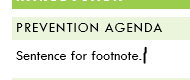 PREVENTION AGENDA
Sentence for footnote.